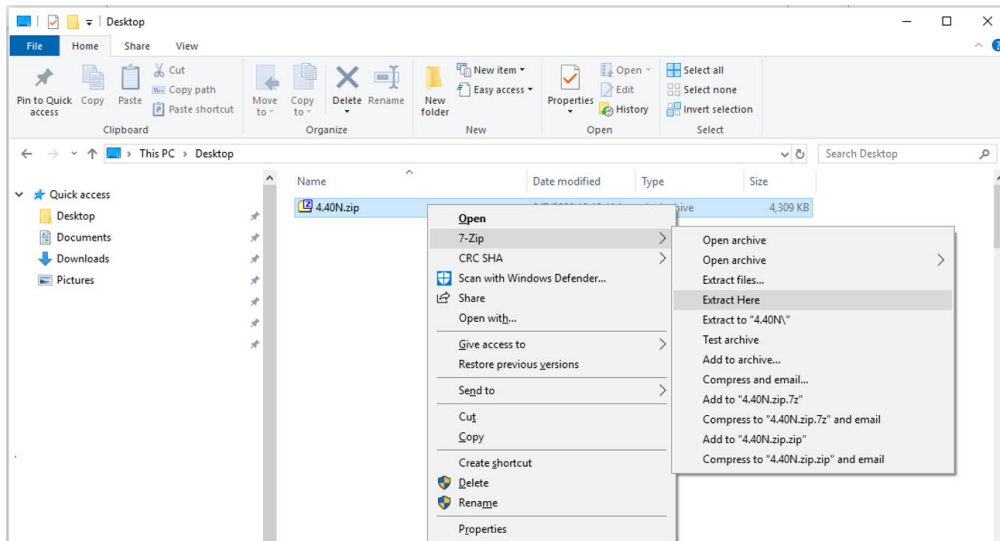 Desktop
File Home Share View
Pin to Quick access
Copy
Paste
Cut
Copy path
Paste shortcut
Clipboard
Move to
Copy to
Delete
Rename
Organize
New folder
New item
Easy access
New
Properties
Open
Edit
History
Open
Select all
Select none
Invert selection
Select
This PC > Desktop
Search Desktop
Quick access
Desktop
Documents
Downloads
Pictures
Name Date modified Type Size
4.40N.zip 4,309 KB
Open
7-Zip
CRC SHA
Scan with Windows Defender...
Share
Open with...
Give access to
Restore previous versions
Send to
Cut
Copy
Create shortcut
Delete
Rename
Properties
Open archive
Open archive
Extract files...
Extract Here
Extract to "4.40N\"
Test archive
Add to archive...
Compress and email...
Add to "4.40N.zip.7z"
Compress to "4.40N.zip.7z" and email
Add to "4.40N.zip.zip"
Compress to "4.40N.zip.zip" and email